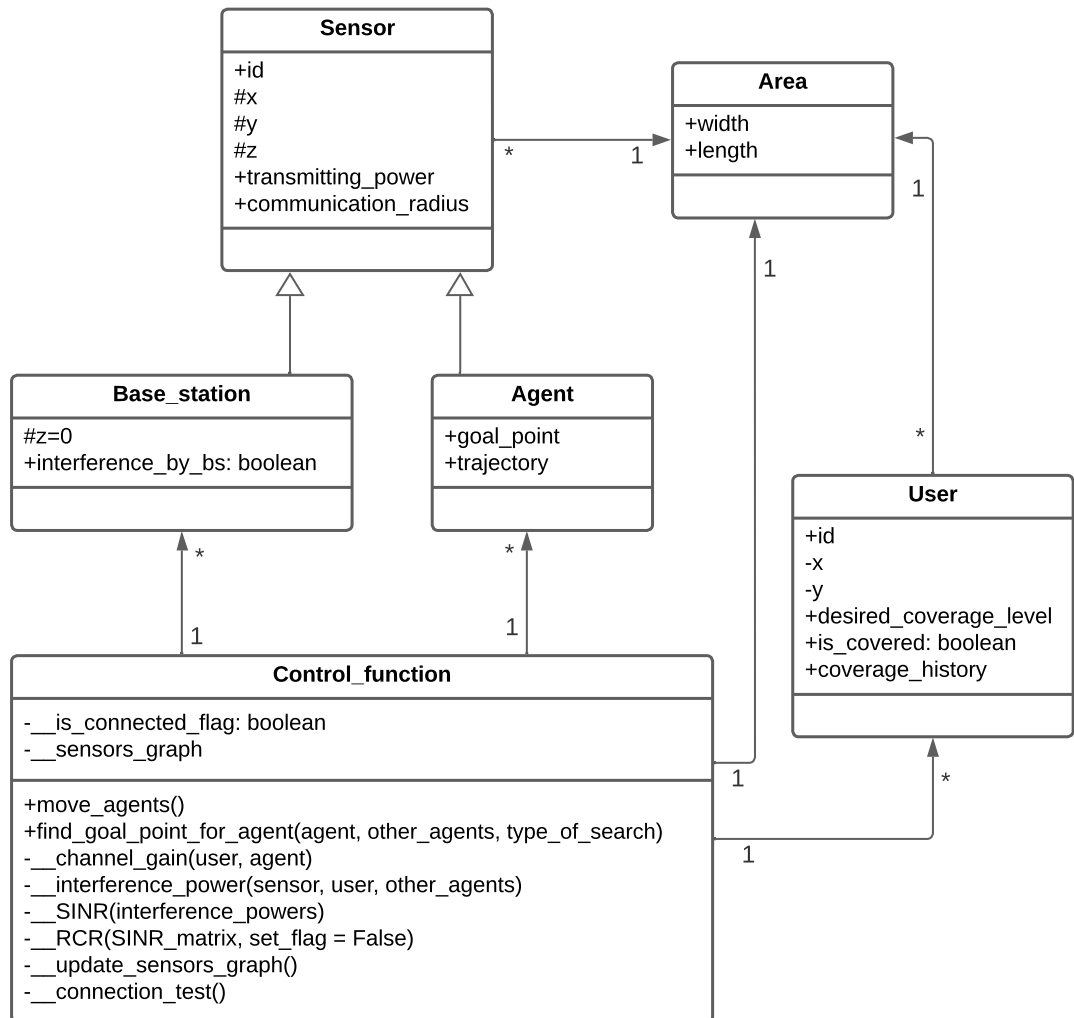 Sensor
+id
#x
#y
#z
+transmitting_power
+communication_radius
*
1
Area
+width
+length
1
1
*
Base_station
#z=0
+interference_by_bs: boolean
Agent
+goal_point
+trajectory
User
+id
-x
-y
+desired_coverage_level
+is_covered: boolean
+coverage_history
*
1
*
1
Control_function
-__is_connected_flag: boolean
-__sensors_graph
+move_agents()
+find_goal_point_for_agent(agent, other_agents, type_of_search)
-__channel_gain(user, agent)
-__interference_power(sensor, user, other_agents)
-__SINR(interference_powers)
-__RCR(SINR_matrix, set_flag = False)
-__update_sensors_graph()
-__connection_test()
1
*
1